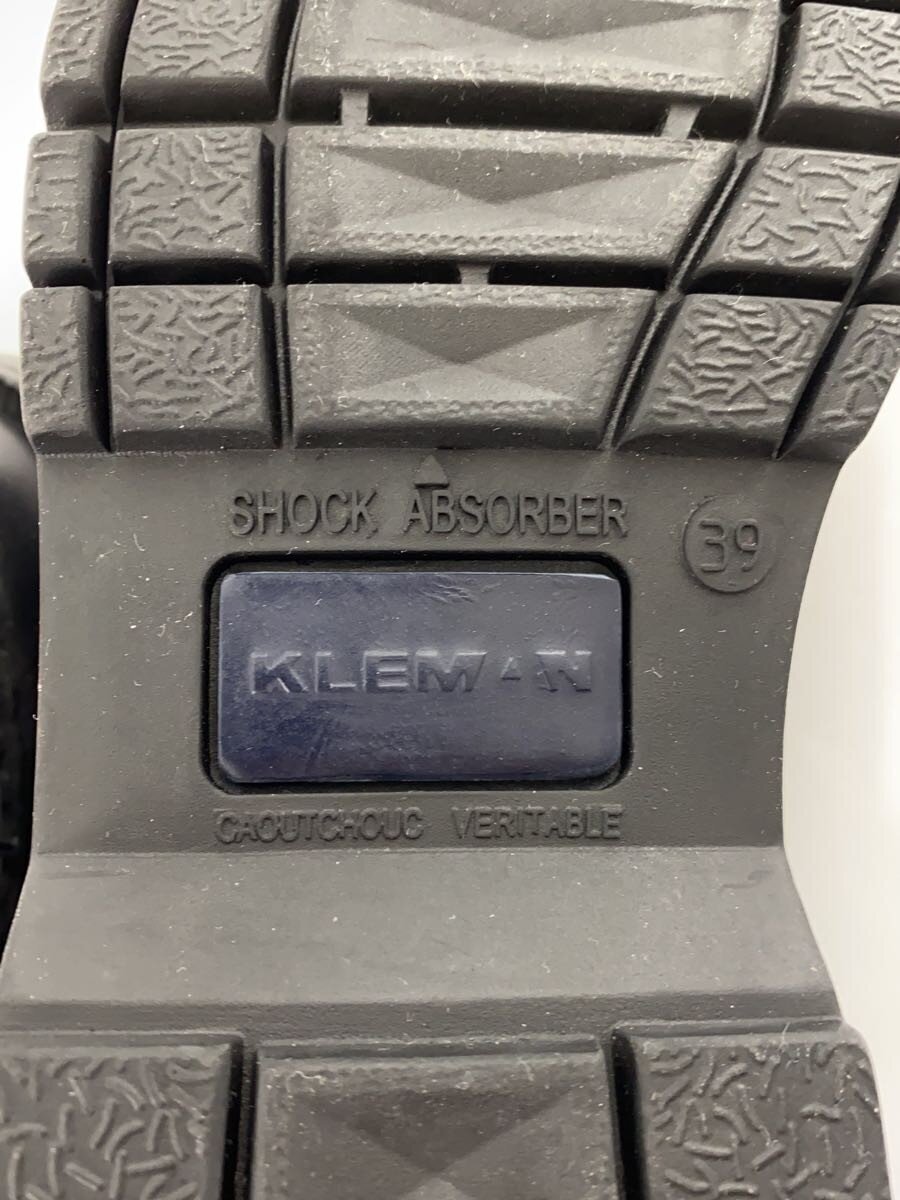 SHOCK ABSORBER
39
KLEMAN
CAOUTCHOUC VERITABLE